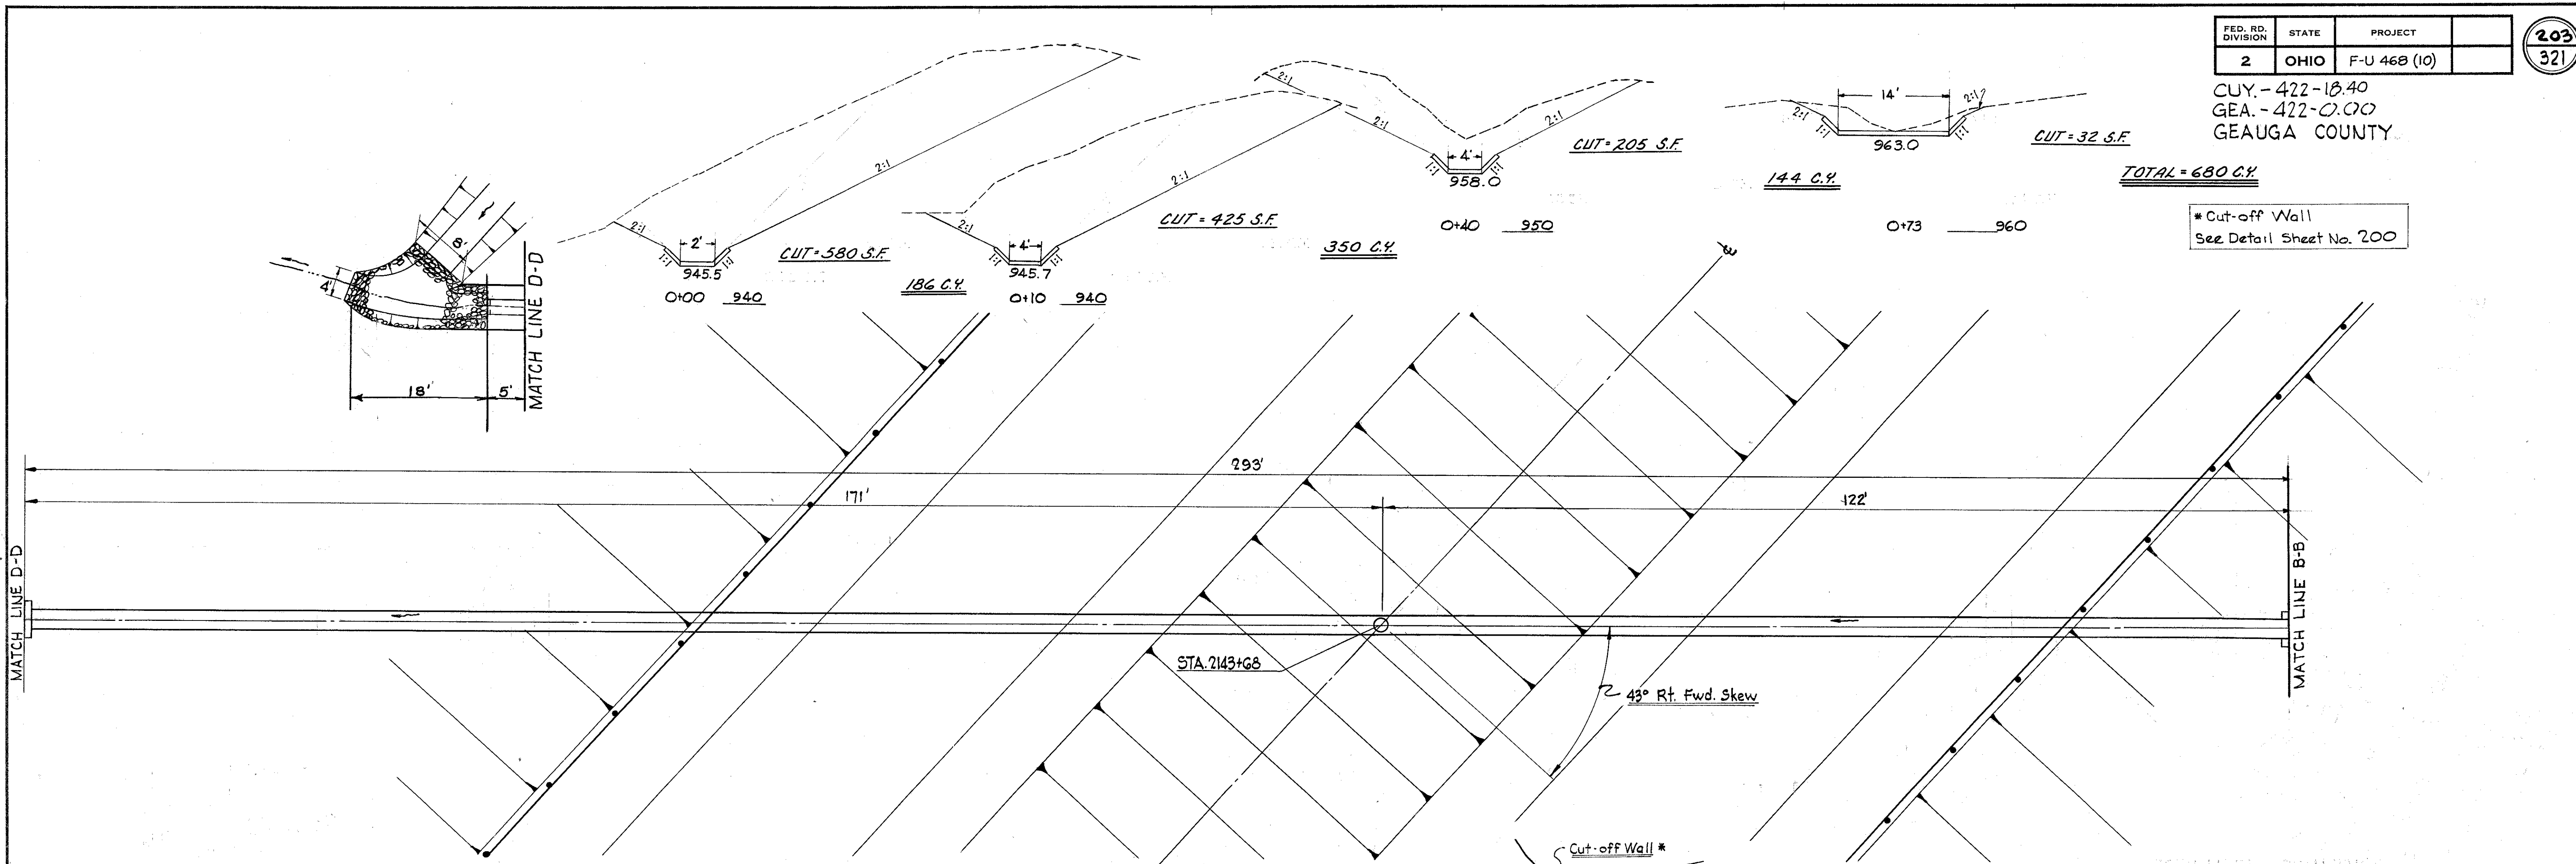 FED. RD. DIVISION STATE PROJECT
2 OHIO F-U 468 (10)
203
321
CUY.-422-18.40
GEA.-422-0.00
GEAUGA COUNTY
TOTAL = 680 C.Y.
* Cut-off Wall
See Detail Sheet No. 200
8'
4'
18'
5'
MATCH LINE D-D
2:1
2:1
2'
1:1
1:1
945.5
CUT = 580 S.F.
0+00 940
186 C.Y.
2:1
2:1
4'
1:1
1:1
945.7
CUT = 425 S.F.
0+10 940
350 C.Y.
2:1
2:1
2:1
4'
1:1
1:1
958.0
CUT = 205 S.F.
0+40 950
144 C.Y.
14'
2:1
2:1
1:1
1:1
963.0
CUT = 32 S.F.
0+73 960
℄
293'
171'
122'
MATCH LINE D-D
MATCH LINE B-B
STA. 2143+68
43° Rt. Fwd. Skew
Cut-off Wall *